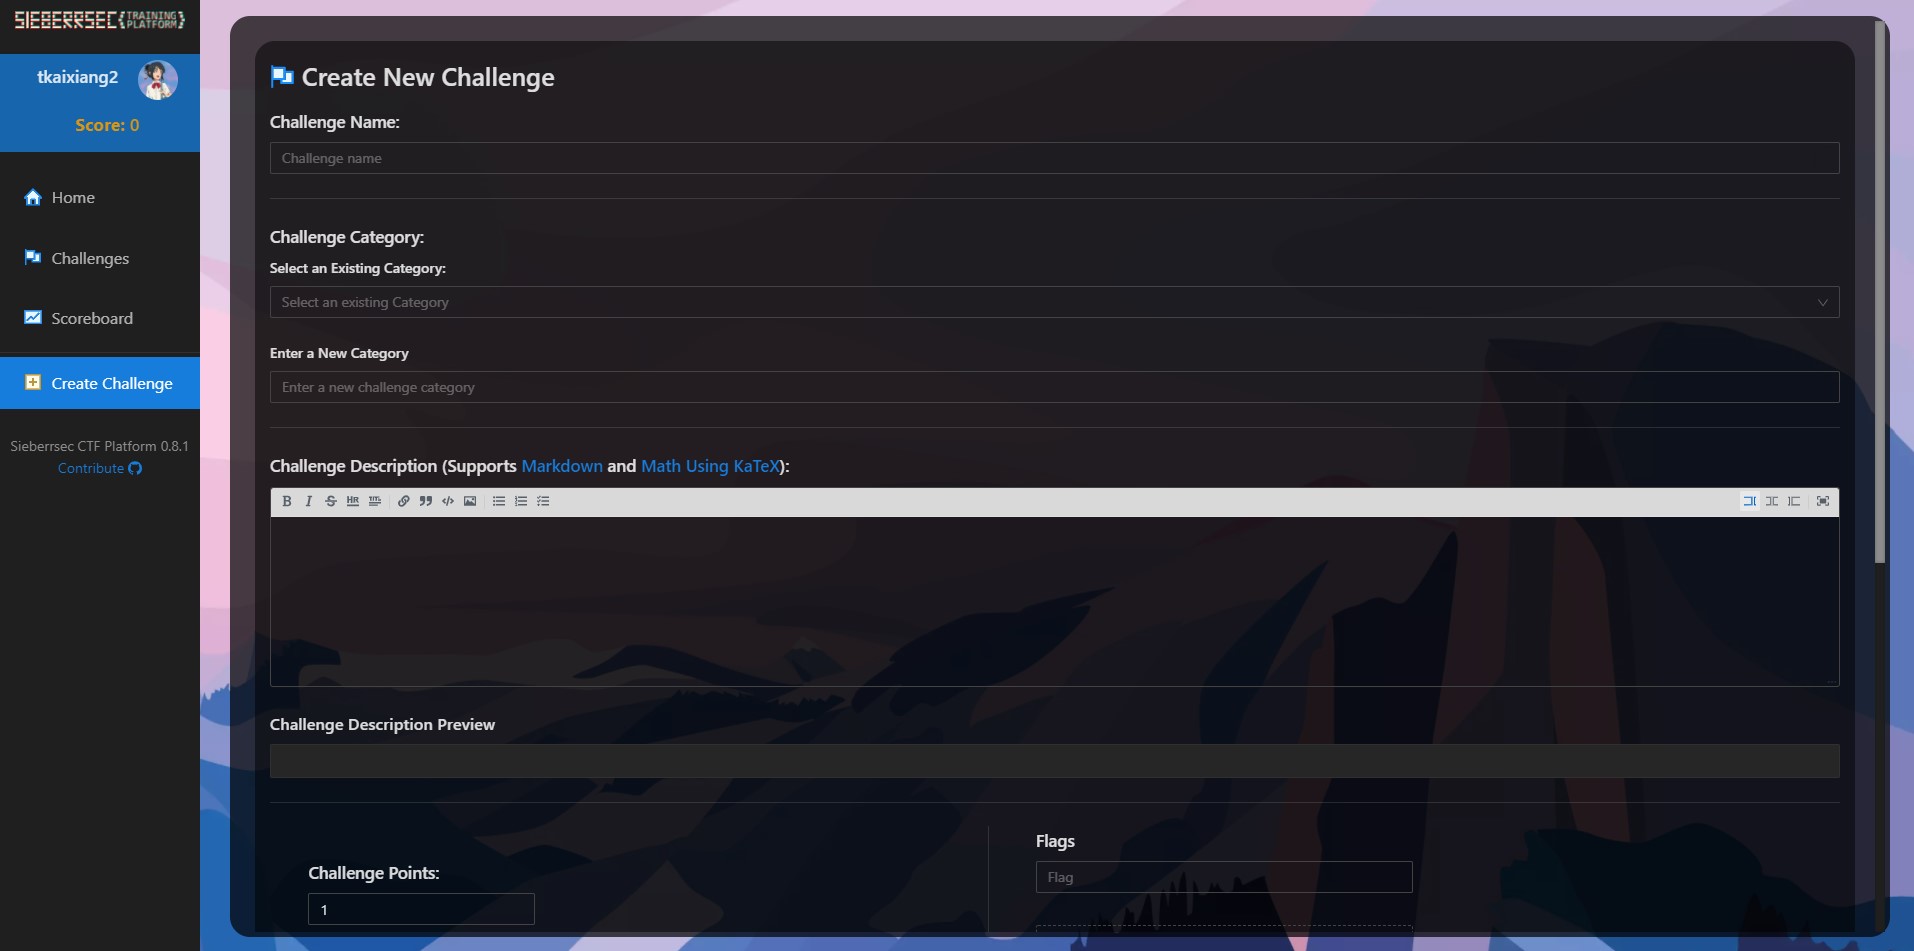 SIEBERRSEC{TRAINING PLATFORM}
tkaixiang2
Score: 0
Home
Challenges
Scoreboard
Create Challenge
Sieberrsec CTF Platform 0.8.1
Contribute
Create New Challenge
Challenge Name:
Challenge name
Challenge Category:
Select an Existing Category:
Select an existing Category
Enter a New Category
Enter a new challenge category
Challenge Description (Supports Markdown and Math Using KaTeX):
B I S HR
Challenge Description Preview
Challenge Points:
1
Flags
Flag